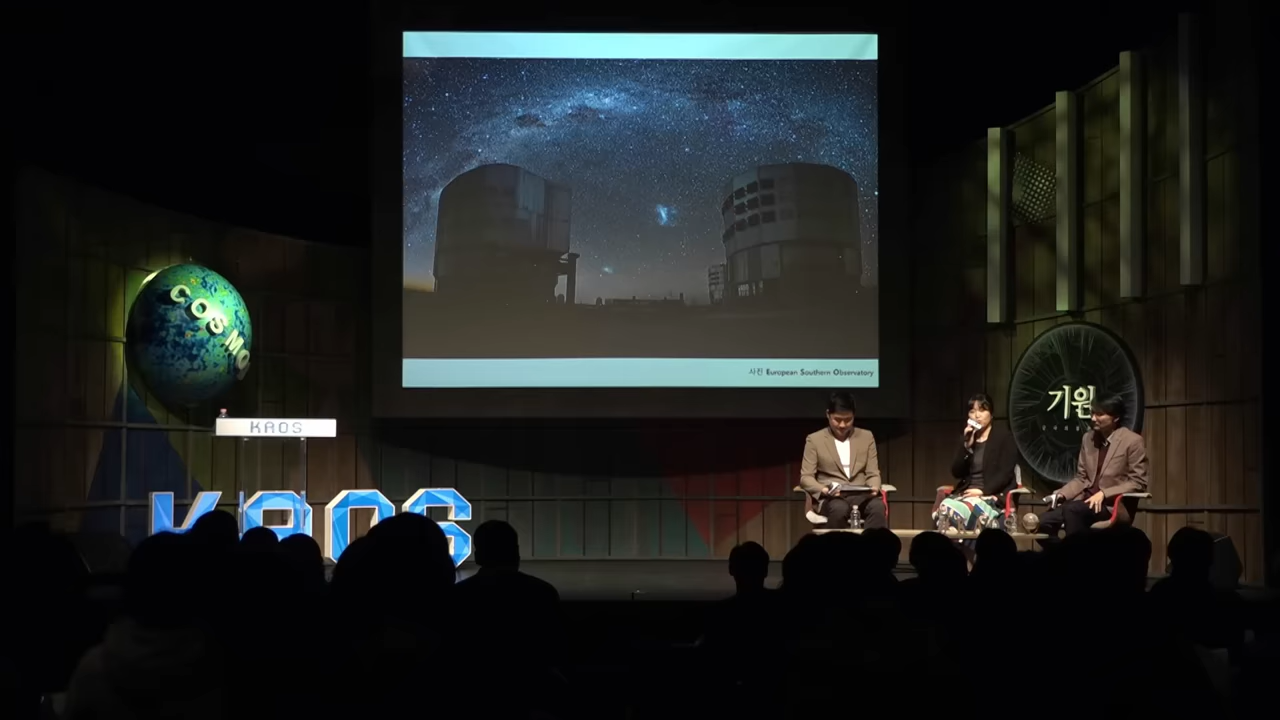 사진 European Southern Observatory
COSMO
KAOS
기원
KAOS